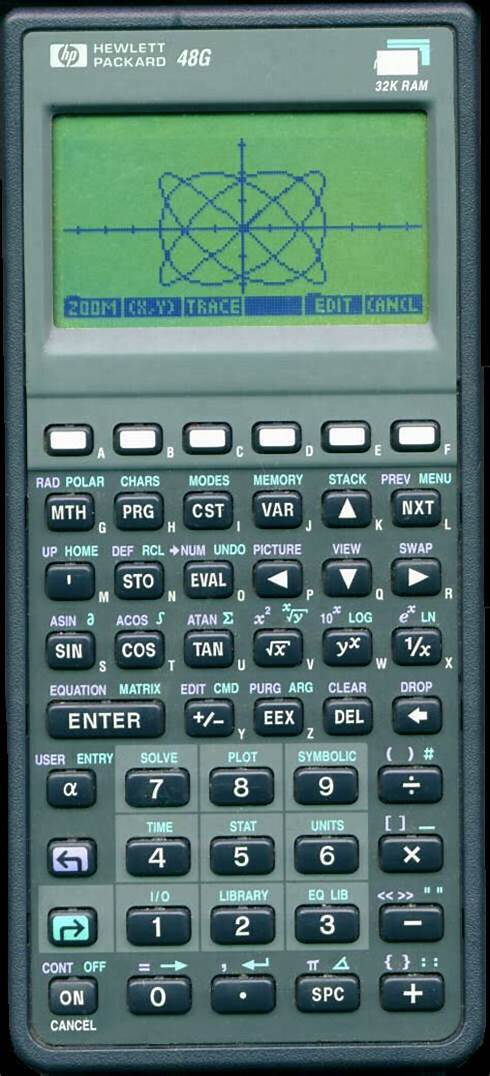 hp HEWLETT PACKARD 48G
32K RAM
ZOOM (X,Y) TRACE EDIT CANCL
A B C D E F
RAD POLAR CHARS MODES MEMORY STACK PREV MENU
MTH G PRG H CST I VAR J ▲ K NXT L
UP HOME DEF RCL →NUM UNDO PICTURE VIEW SWAP
' M STO N EVAL O ◀ P ▼ Q ▶ R
ASIN ∂ ACOS ∫ ATAN Σ x² ˣ√y 10ˣ LOG eˣ LN
SIN S COS T TAN U √x V yˣ W 1/x X
EQUATION MATRIX EDIT CMD PURG ARG CLEAR DROP
ENTER +/− Y EEX Z DEL ←
USER ENTRY SOLVE PLOT SYMBOLIC ( ) #
α 7 8 9 ÷
TIME STAT UNITS [ ] _
4 5 6 ×
I/O LIBRARY EQ LIB << >> " "
1 2 3 −
CONT OFF = → , ↵ π ∡ { } : :
ON 0 . SPC +
CANCEL